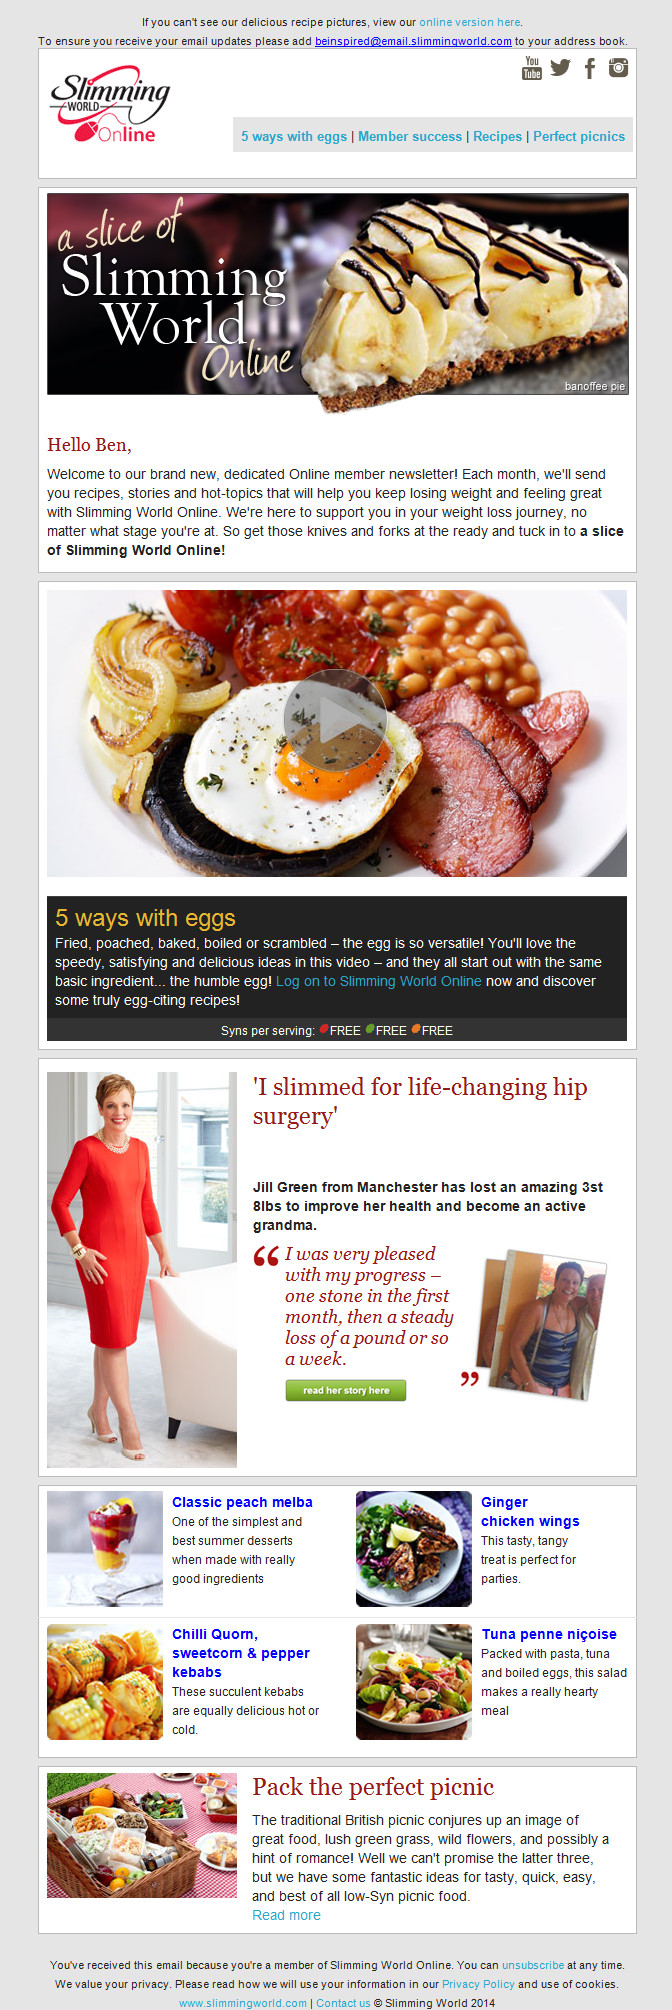 If you can't see our delicious recipe pictures, view our online version here.
To ensure you receive your email updates please add beinspired@email.slimmingworld.com to your address book.
Slimming
WORLD
Online
You
Tube
5 ways with eggs | Member success | Recipes | Perfect picnics
a slice of
Slimming
World
Online
banoffee pie
Hello Ben,
Welcome to our brand new, dedicated Online member newsletter! Each month, we'll send
you recipes, stories and hot-topics that will help you keep losing weight and feeling great
with Slimming World Online. We're here to support you in your weight loss journey, no
matter what stage you're at. So get those knives and forks at the ready and tuck in to a slice
of Slimming World Online!
5 ways with eggs
Fried, poached, baked, boiled or scrambled – the egg is so versatile! You'll love the
speedy, satisfying and delicious ideas in this video – and they all start out with the same
basic ingredient... the humble egg! Log on to Slimming World Online now and discover
some truly egg-citing recipes!
Syns per serving: FREE FREE FREE
'I slimmed for life-changing hip
surgery'
Jill Green from Manchester has lost an amazing 3st
8lbs to improve her health and become an active
grandma.
“ I was very pleased
with my progress –
one stone in the first
month, then a steady
loss of a pound or so
a week. ”
read her story here
Classic peach melba
One of the simplest and
best summer desserts
when made with really
good ingredients
Ginger
chicken wings
This tasty, tangy
treat is perfect for
parties.
Chilli Quorn,
sweetcorn & pepper
kebabs
These succulent kebabs
are equally delicious hot or
cold.
Tuna penne niçoise
Packed with pasta, tuna
and boiled eggs, this salad
makes a really hearty
meal
Pack the perfect picnic
The traditional British picnic conjures up an image of
great food, lush green grass, wild flowers, and possibly a
hint of romance! Well we can't promise the latter three,
but we have some fantastic ideas for tasty, quick, easy,
and best of all low-Syn picnic food.
Read more
You've received this email because you're a member of Slimming World Online. You can unsubscribe at any time.
We value your privacy. Please read how we will use your information in our Privacy Policy and use of cookies.
www.slimmingworld.com | Contact us © Slimming World 2014